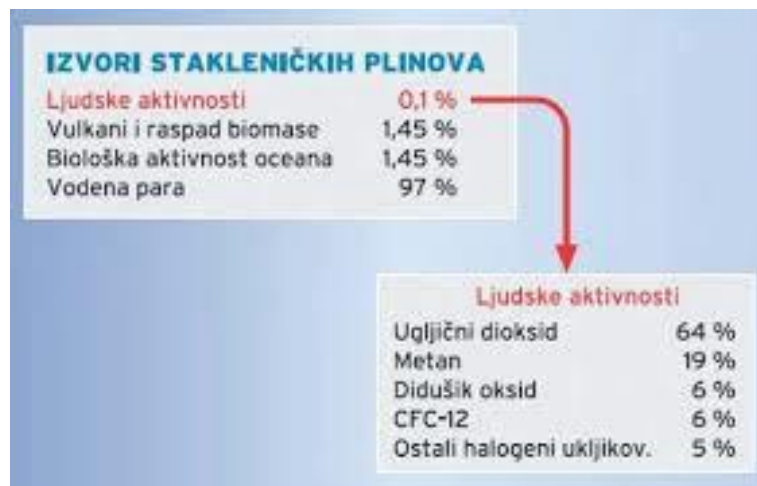 IZVORI STAKLENIČKIH PLINOVA
Ljudske aktivnosti 0,1 %
Vulkani i raspad biomase 1,45 %
Biološka aktivnost oceana 1,45 %
Vodena para 97 %
Ljudske aktivnosti
Ugljični dioksid 64 %
Metan 19 %
Didušik oksid 6 %
CFC-12 6 %
Ostali halogeni ukljikov. 5 %